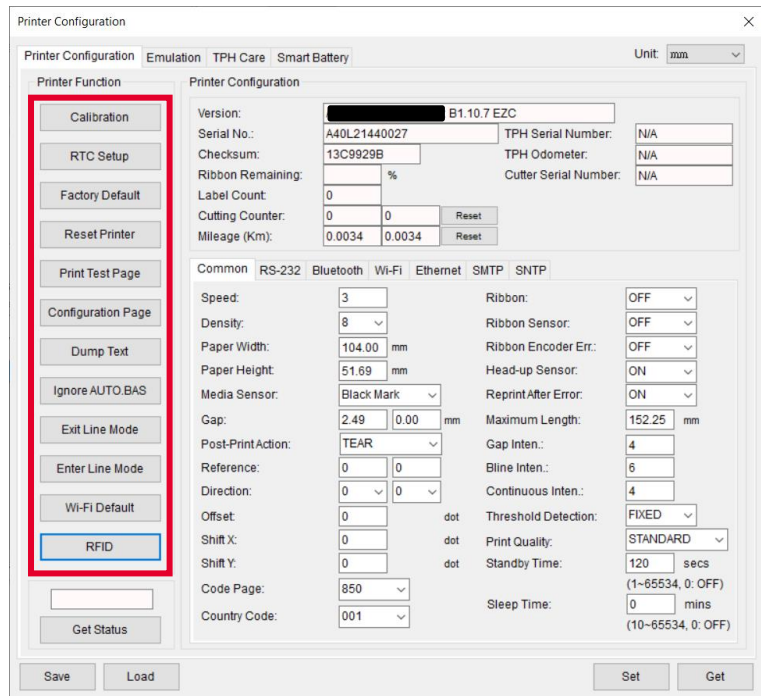 Printer Configuration
Printer Configuration Emulation TPH Care Smart Battery Unit: mm
Printer Function
Calibration
RTC Setup
Factory Default
Reset Printer
Print Test Page
Configuration Page
Dump Text
Ignore AUTO.BAS
Exit Line Mode
Enter Line Mode
Wi-Fi Default
RFID
Get Status
Printer Configuration
Version: B1.10.7 EZC
Serial No.: A40L21440027 TPH Serial Number: N/A
Checksum: 13C9929B TPH Odometer: N/A
Ribbon Remaining: % Cutter Serial Number: N/A
Label Count: 0
Cutting Counter: 0 0 Reset
Mileage (Km): 0.0034 0.0034 Reset
Common RS-232 Bluetooth Wi-Fi Ethernet SMTP SNTP
Speed: 3 Ribbon: OFF
Density: 8 Ribbon Sensor: OFF
Paper Width: 104.00 mm Ribbon Encoder Err.: OFF
Paper Height: 51.69 mm Head-up Sensor: ON
Media Sensor: Black Mark Reprint After Error: ON
Gap: 2.49 0.00 mm Maximum Length: 152.25 mm
Post-Print Action: TEAR Gap Inten.: 4
Reference: 0 0 Bline Inten.: 6
Direction: 0 0 Continuous Inten.: 4
Offset: 0 dot Threshold Detection: FIXED
Shift X: 0 dot Print Quality: STANDARD
Shift Y: 0 dot Standby Time: 120 secs
(1~65534, 0: OFF)
Code Page: 850
Sleep Time: 0 mins
Country Code: 001
(10~65534, 0: OFF)
Save Load Set Get